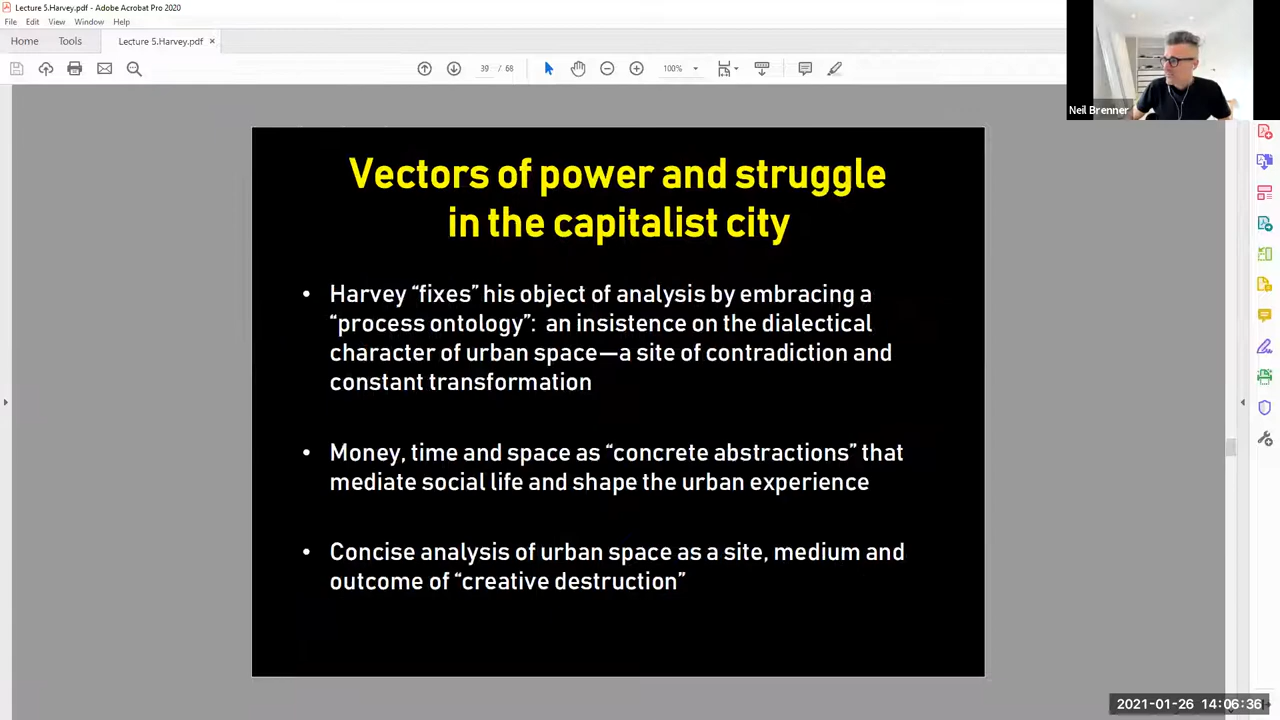 Lecture 5.Harvey.pdf - Adobe Acrobat Pro 2020
File Edit View Window Help
Home Tools Lecture 5.Harvey.pdf ×
39 / 68 100%
Neil Brenner
Vectors of power and struggle
in the capitalist city
• Harvey “fixes” his object of analysis by embracing a
“process ontology”: an insistence on the dialectical
character of urban space—a site of contradiction and
constant transformation
• Money, time and space as “concrete abstractions” that
mediate social life and shape the urban experience
• Concise analysis of urban space as a site, medium and
outcome of “creative destruction”
2021-01-26 14:06:36